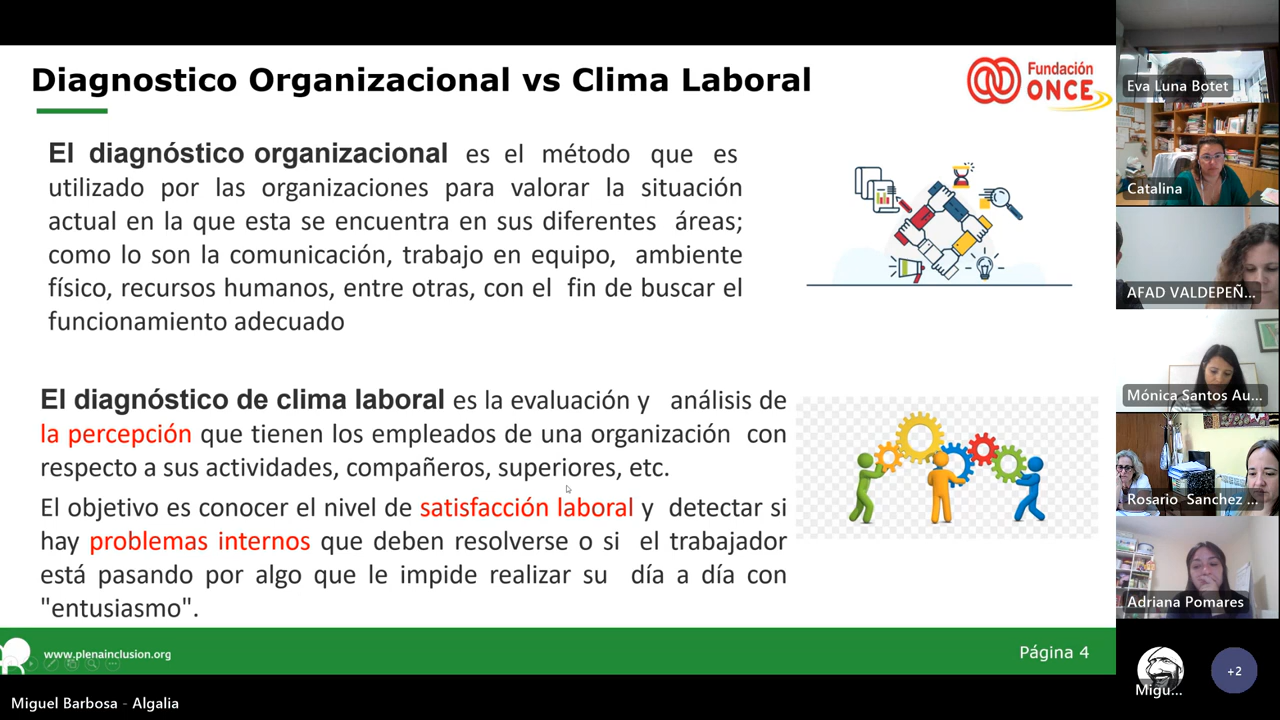 Diagnostico Organizacional vs Clima Laboral
Fundación
ONCE
El diagnóstico organizacional es el método que es
utilizado por las organizaciones para valorar la situación
actual en la que esta se encuentra en sus diferentes áreas;
como lo son la comunicación, trabajo en equipo, ambiente
físico, recursos humanos, entre otras, con el fin de buscar el
funcionamiento adecuado
El diagnóstico de clima laboral es la evaluación y análisis de
la percepción que tienen los empleados de una organización con
respecto a sus actividades, compañeros, superiores, etc.
El objetivo es conocer el nivel de satisfacción laboral y detectar si
hay problemas internos que deben resolverse o si el trabajador
está pasando por algo que le impide realizar su día a día con
"entusiasmo".
www.plenainclusion.org
Página 4
Miguel Barbosa - Algalia
Eva Luna Botet
Catalina
AFAD VALDEPEÑ...
Mónica Santos Au...
Rosario Sanchez ...
Adriana Pomares
Migu...
+2